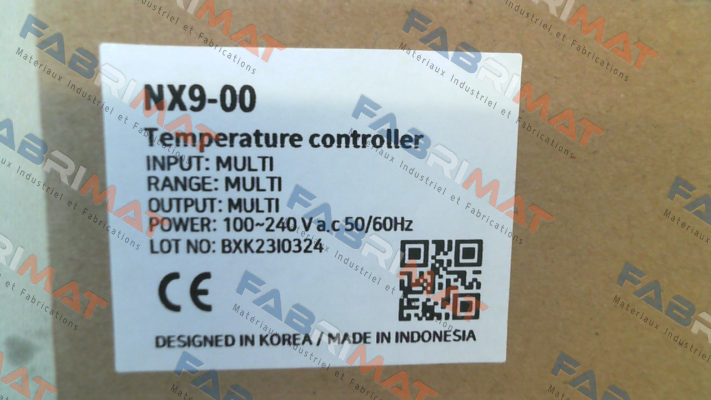 NX9-00
Temperature controller
INPUT: MULTI
RANGE: MULTI
OUTPUT: MULTI
POWER: 100~240 V a.c 50/60Hz
LOT NO: BXK23I0324
CE
DESIGNED IN KOREA / MADE IN INDONESIA
FABRIMAT
Materiaux Industriel et Fabrications